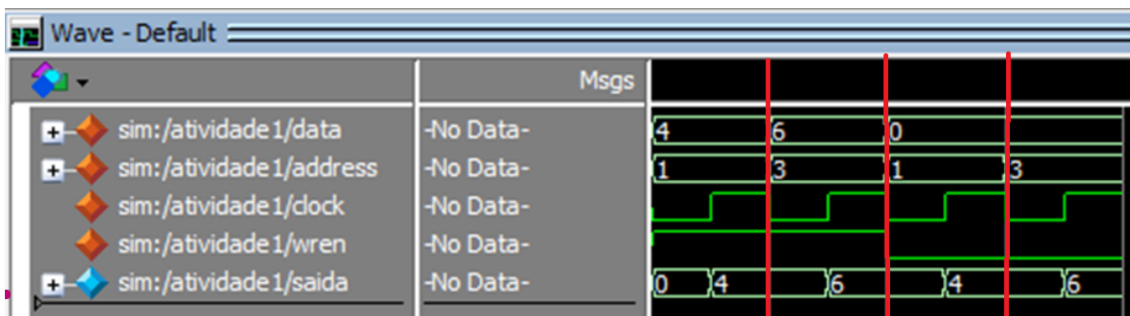 Wave - Default
Msgs
sim:/atividade1/data -No Data- 4 6 0
sim:/atividade1/address -No Data- 1 3 1 3
sim:/atividade1/clock -No Data-
sim:/atividade1/wren -No Data-
sim:/atividade1/saida -No Data- 0 4 6 4 6